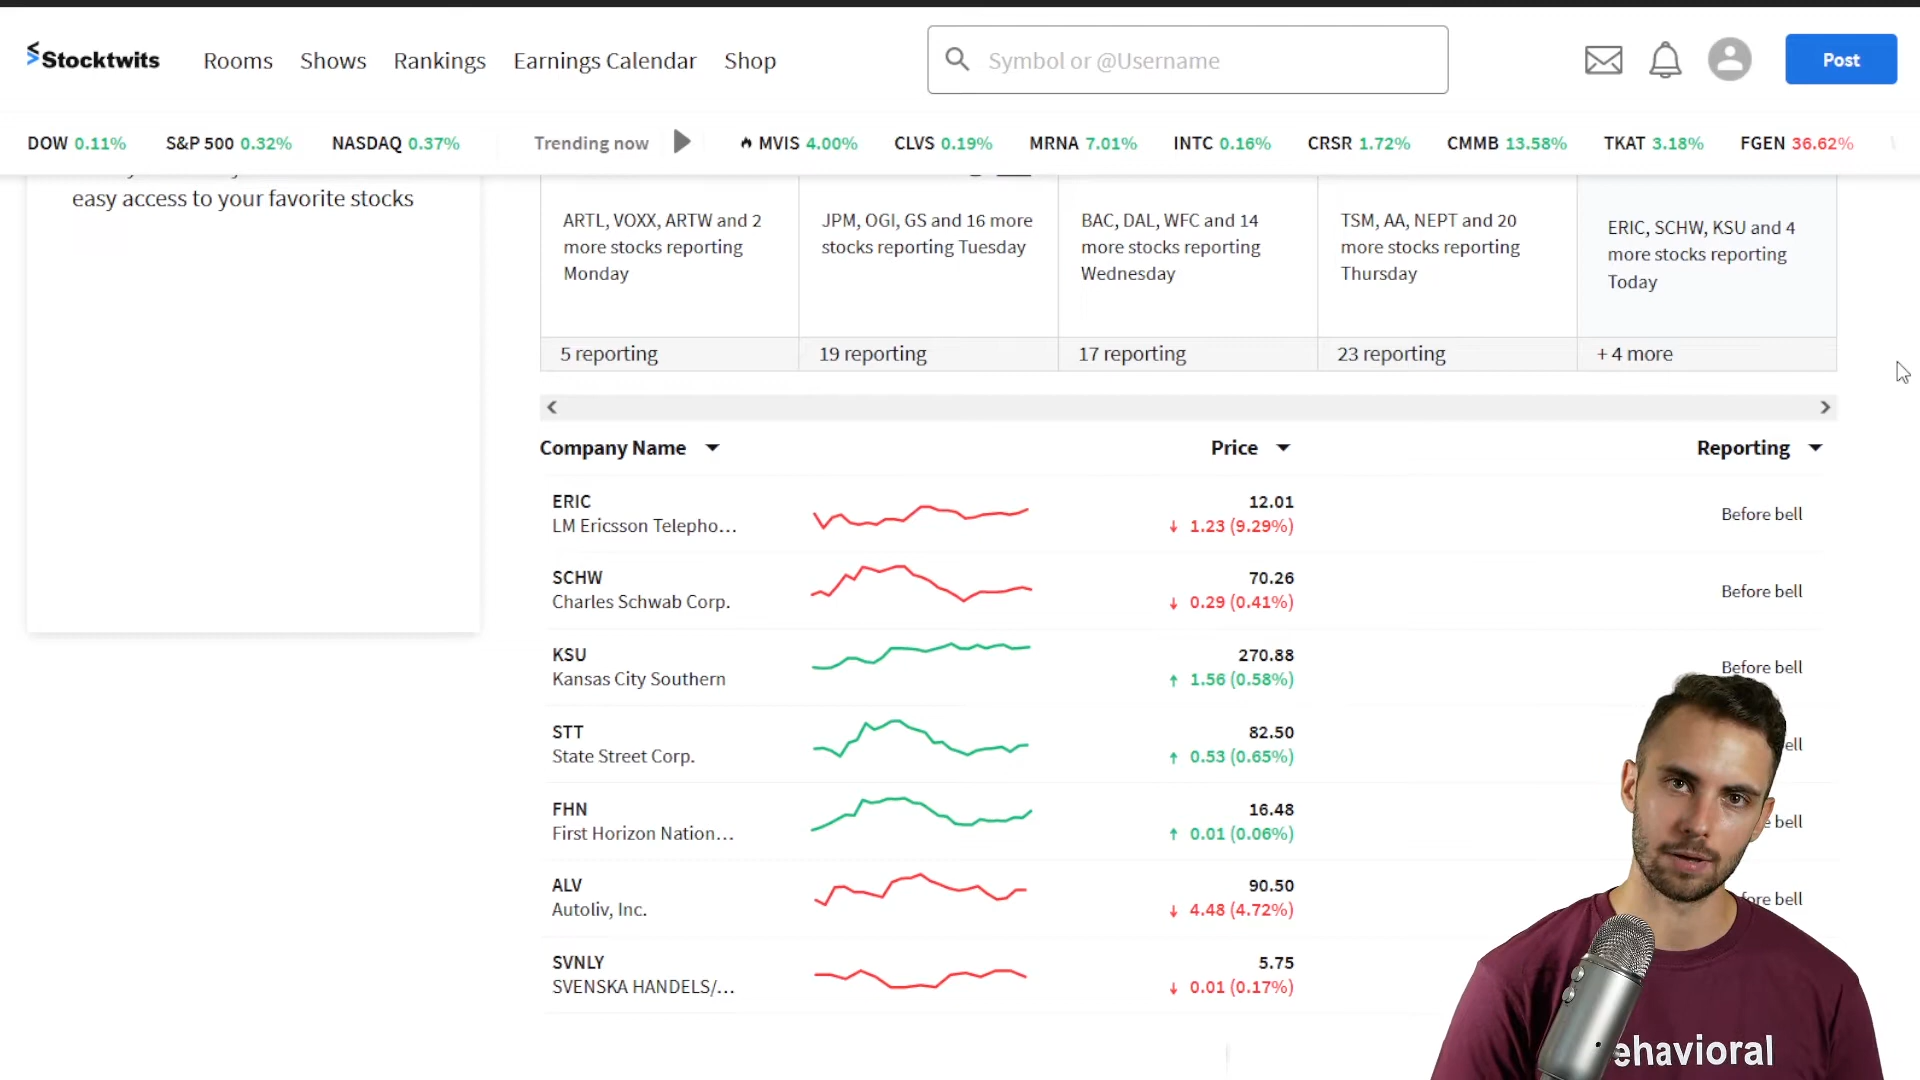 Stocktwits Rooms Shows Rankings Earnings Calendar Shop Symbol or @Username Post
DOW 0.11% S&P 500 0.32% NASDAQ 0.37% Trending now MVIS 4.00% CLVS 0.19% MRNA 7.01% INTC 0.16% CRSR 1.72% CMMB 13.58% TKAT 3.18% FGEN 36.62%
easy access to your favorite stocks
ARTL, VOXX, ARTW and 2
more stocks reporting
Monday
5 reporting
JPM, OGI, GS and 16 more
stocks reporting Tuesday
19 reporting
BAC, DAL, WFC and 14
more stocks reporting
Wednesday
17 reporting
TSM, AA, NEPT and 20
more stocks reporting
Thursday
23 reporting
ERIC, SCHW, KSU and 4
more stocks reporting
Today
+ 4 more
Company Name Price Reporting
ERIC 12.01
LM Ericsson Telepho... 1.23 (9.29%) Before bell
SCHW 70.26
Charles Schwab Corp. 0.29 (0.41%) Before bell
KSU 270.88
Kansas City Southern 1.56 (0.58%) Before bell
STT 82.50
State Street Corp. 0.53 (0.65%) ell
FHN 16.48
First Horizon Nation... 0.01 (0.06%) e bell
ALV 90.50
Autoliv, Inc. 4.48 (4.72%) fore bell
SVNLY 5.75
SVENSKA HANDELS/... 0.01 (0.17%)
ehavioral